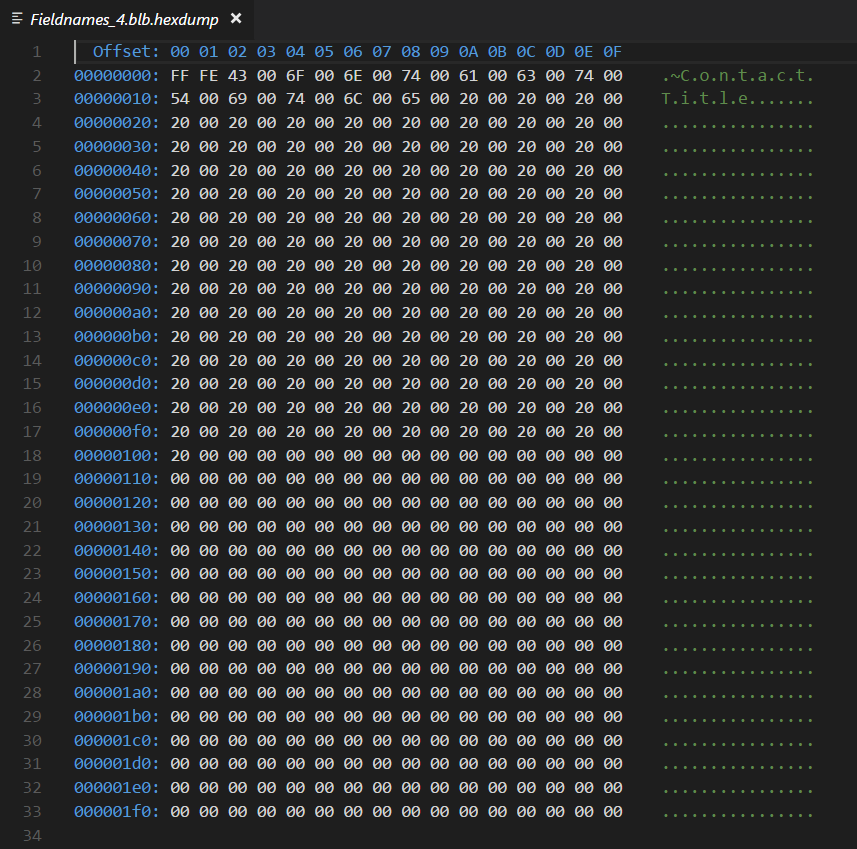 Fieldnames_4.blb.hexdump ×
1 Offset: 00 01 02 03 04 05 06 07 08 09 0A 0B 0C 0D 0E 0F
2 00000000: FF FE 43 00 6F 00 6E 00 74 00 61 00 63 00 74 00 .~C.o.n.t.a.c.t.
3 00000010: 54 00 69 00 74 00 6C 00 65 00 20 00 20 00 20 00 T.i.t.l.e.......
4 00000020: 20 00 20 00 20 00 20 00 20 00 20 00 20 00 20 00 ................
5 00000030: 20 00 20 00 20 00 20 00 20 00 20 00 20 00 20 00 ................
6 00000040: 20 00 20 00 20 00 20 00 20 00 20 00 20 00 20 00 ................
7 00000050: 20 00 20 00 20 00 20 00 20 00 20 00 20 00 20 00 ................
8 00000060: 20 00 20 00 20 00 20 00 20 00 20 00 20 00 20 00 ................
9 00000070: 20 00 20 00 20 00 20 00 20 00 20 00 20 00 20 00 ................
10 00000080: 20 00 20 00 20 00 20 00 20 00 20 00 20 00 20 00 ................
11 00000090: 20 00 20 00 20 00 20 00 20 00 20 00 20 00 20 00 ................
12 000000a0: 20 00 20 00 20 00 20 00 20 00 20 00 20 00 20 00 ................
13 000000b0: 20 00 20 00 20 00 20 00 20 00 20 00 20 00 20 00 ................
14 000000c0: 20 00 20 00 20 00 20 00 20 00 20 00 20 00 20 00 ................
15 000000d0: 20 00 20 00 20 00 20 00 20 00 20 00 20 00 20 00 ................
16 000000e0: 20 00 20 00 20 00 20 00 20 00 20 00 20 00 20 00 ................
17 000000f0: 20 00 20 00 20 00 20 00 20 00 20 00 20 00 20 00 ................
18 00000100: 20 00 00 00 00 00 00 00 00 00 00 00 00 00 00 00 ................
19 00000110: 00 00 00 00 00 00 00 00 00 00 00 00 00 00 00 00 ................
20 00000120: 00 00 00 00 00 00 00 00 00 00 00 00 00 00 00 00 ................
21 00000130: 00 00 00 00 00 00 00 00 00 00 00 00 00 00 00 00 ................
22 00000140: 00 00 00 00 00 00 00 00 00 00 00 00 00 00 00 00 ................
23 00000150: 00 00 00 00 00 00 00 00 00 00 00 00 00 00 00 00 ................
24 00000160: 00 00 00 00 00 00 00 00 00 00 00 00 00 00 00 00 ................
25 00000170: 00 00 00 00 00 00 00 00 00 00 00 00 00 00 00 00 ................
26 00000180: 00 00 00 00 00 00 00 00 00 00 00 00 00 00 00 00 ................
27 00000190: 00 00 00 00 00 00 00 00 00 00 00 00 00 00 00 00 ................
28 000001a0: 00 00 00 00 00 00 00 00 00 00 00 00 00 00 00 00 ................
29 000001b0: 00 00 00 00 00 00 00 00 00 00 00 00 00 00 00 00 ................
30 000001c0: 00 00 00 00 00 00 00 00 00 00 00 00 00 00 00 00 ................
31 000001d0: 00 00 00 00 00 00 00 00 00 00 00 00 00 00 00 00 ................
32 000001e0: 00 00 00 00 00 00 00 00 00 00 00 00 00 00 00 00 ................
33 000001f0: 00 00 00 00 00 00 00 00 00 00 00 00 00 00 00 00 ................
34